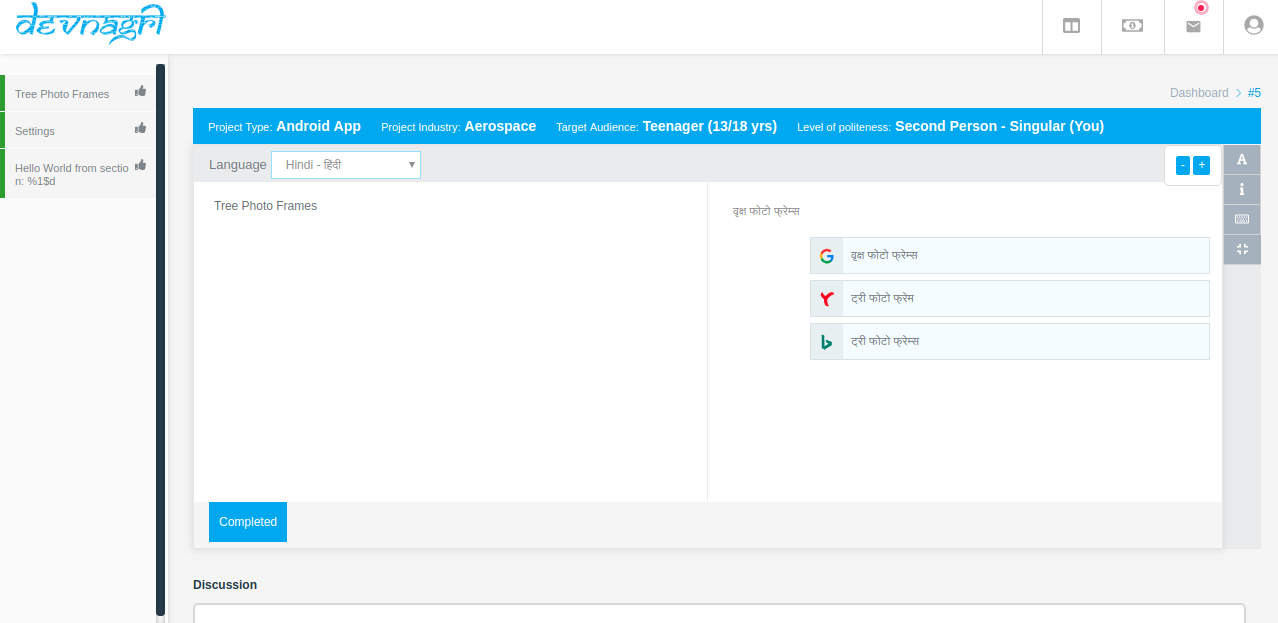 devnagri
Tree Photo Frames
Settings
Hello World from sectio
n: %1$d
Dashboard > #5
Project Type: Android App Project Industry: Aerospace Target Audience: Teenager (13/18 yrs) Level of politeness: Second Person - Singular (You)
Language Hindi - हिंदी
- +
A
i
Tree Photo Frames
वृक्ष फोटो फ्रेम्स
वृक्ष फोटो फ्रेम्स
ट्री फोटो फ्रेम
ट्री फोटो फ्रेम्स
Completed
Discussion